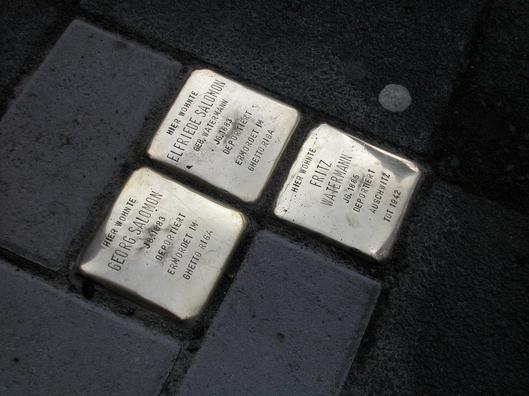 HIER WOHNTE
ELFRIEDE SALOMON
GEB. WATERMANN
JG. 1883
DEPORTIERT
ERMORDET IM
GHETTO RIGA
HIER WOHNTE
FRITZ
WATERMANN
JG. 1885
DEPORTIERT
AUSCHWITZ
TOT 1942
HIER WOHNTE
GEORG SALOMON
JG. 1883
DEPORTIERT
ERMORDET IM
GHETTO RIGA